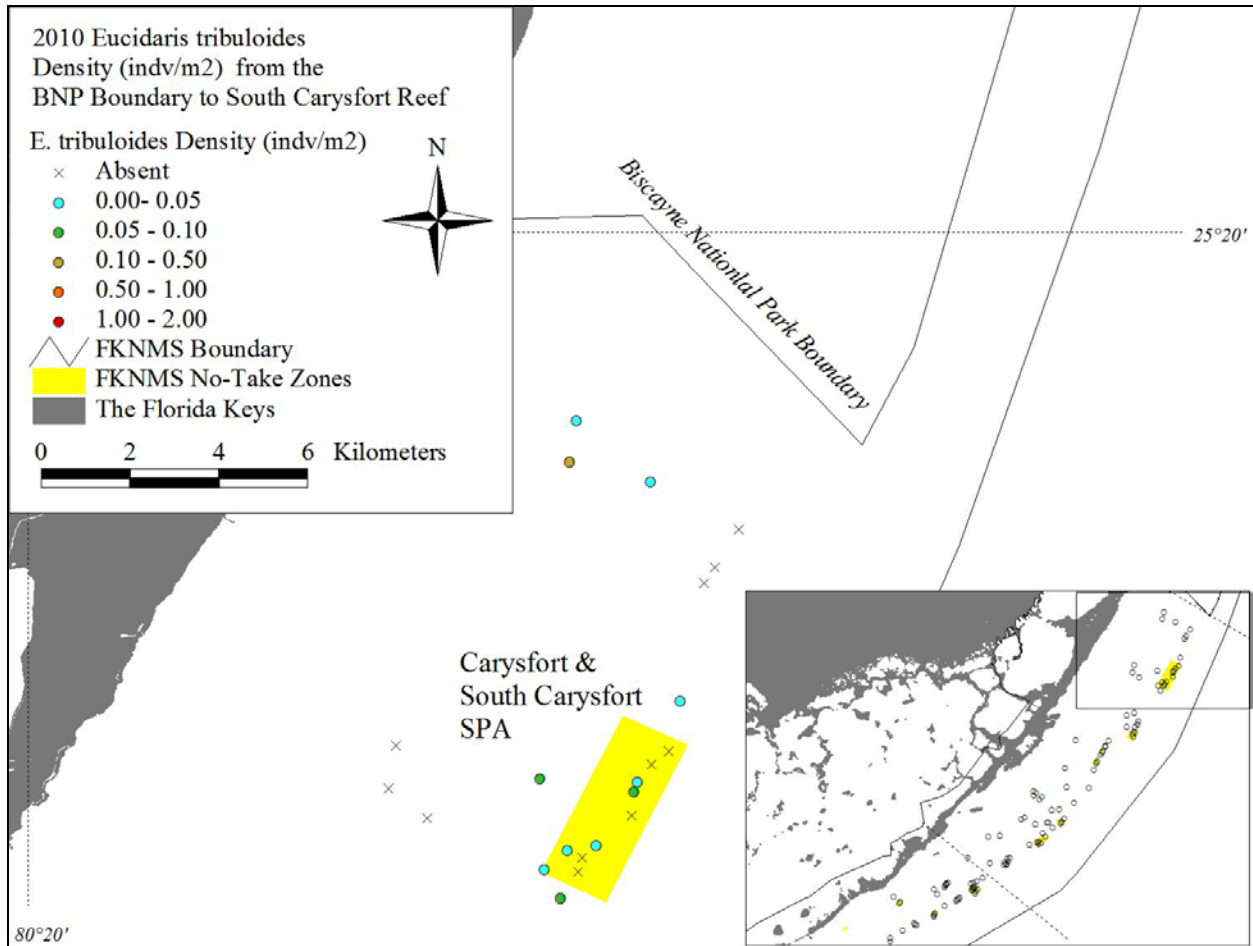 2010 Eucidaris tribuloides
Density (indv/m2) from the
BNP Boundary to South Carysfort Reef
E. tribuloides Density (indv/m2)
Absent
0.00- 0.05
0.05 - 0.10
0.10 - 0.50
0.50 - 1.00
1.00 - 2.00
FKNMS Boundary
FKNMS No-Take Zones
The Florida Keys
0 2 4 6 Kilometers
N
Biscayne Nationlal Park Boundary
25°20'
Carysfort &
South Carysfort
SPA
80°20'